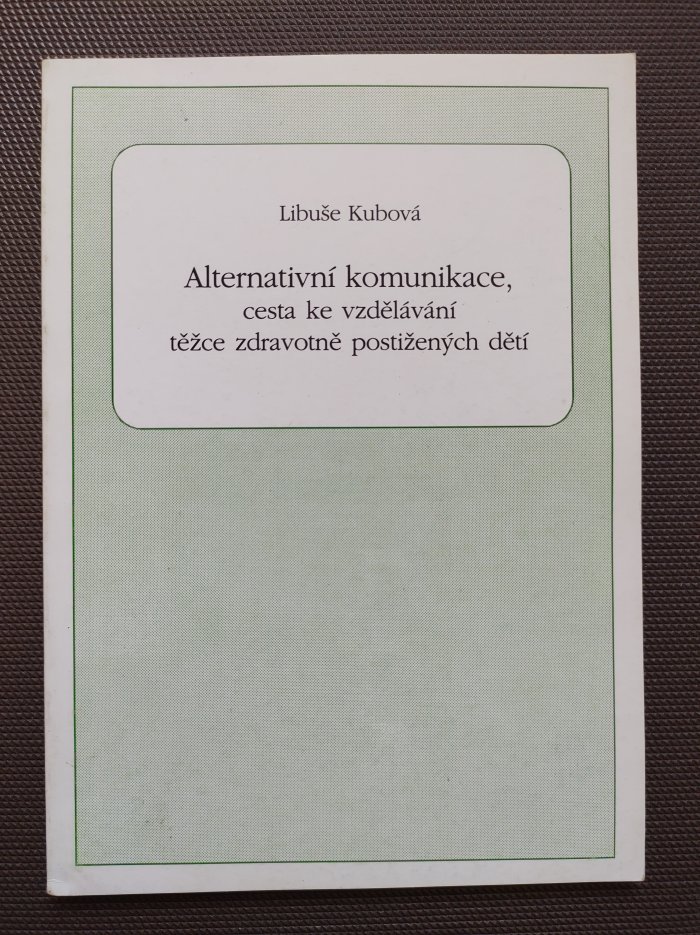 Libuše Kubová
Alternativní komunikace,
cesta ke vzdělávání
těžce zdravotně postižených dětí